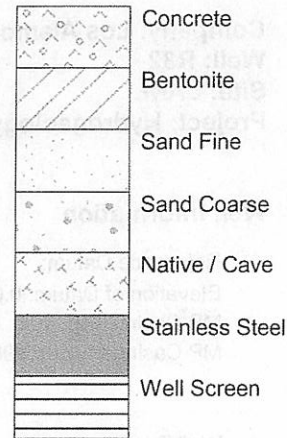 Concrete
Bentonite
Sand Fine
Sand Coarse
Native / Cave
Stainless Steel
Well Screen